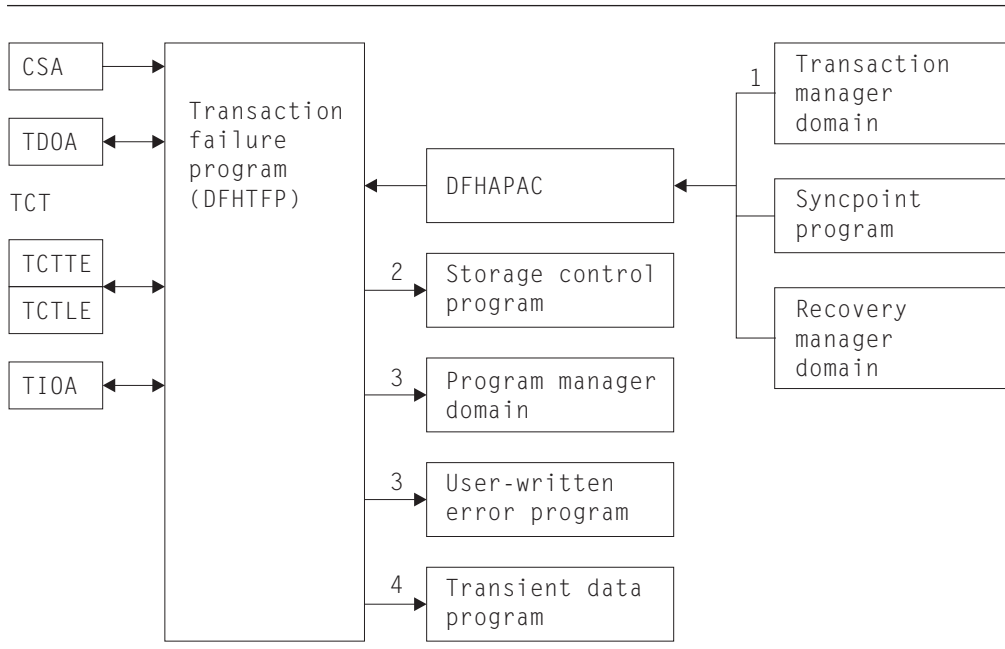 CSA
TDOA
TCT
TCTTE
TCTLE
TIOA
Transaction
failure
program
(DFHTFP)
DFHAPAC
2
Storage control
program
3
Program manager
domain
3
User-written
error program
4
Transient data
program
1
Transaction
manager
domain
Syncpoint
program
Recovery
manager
domain